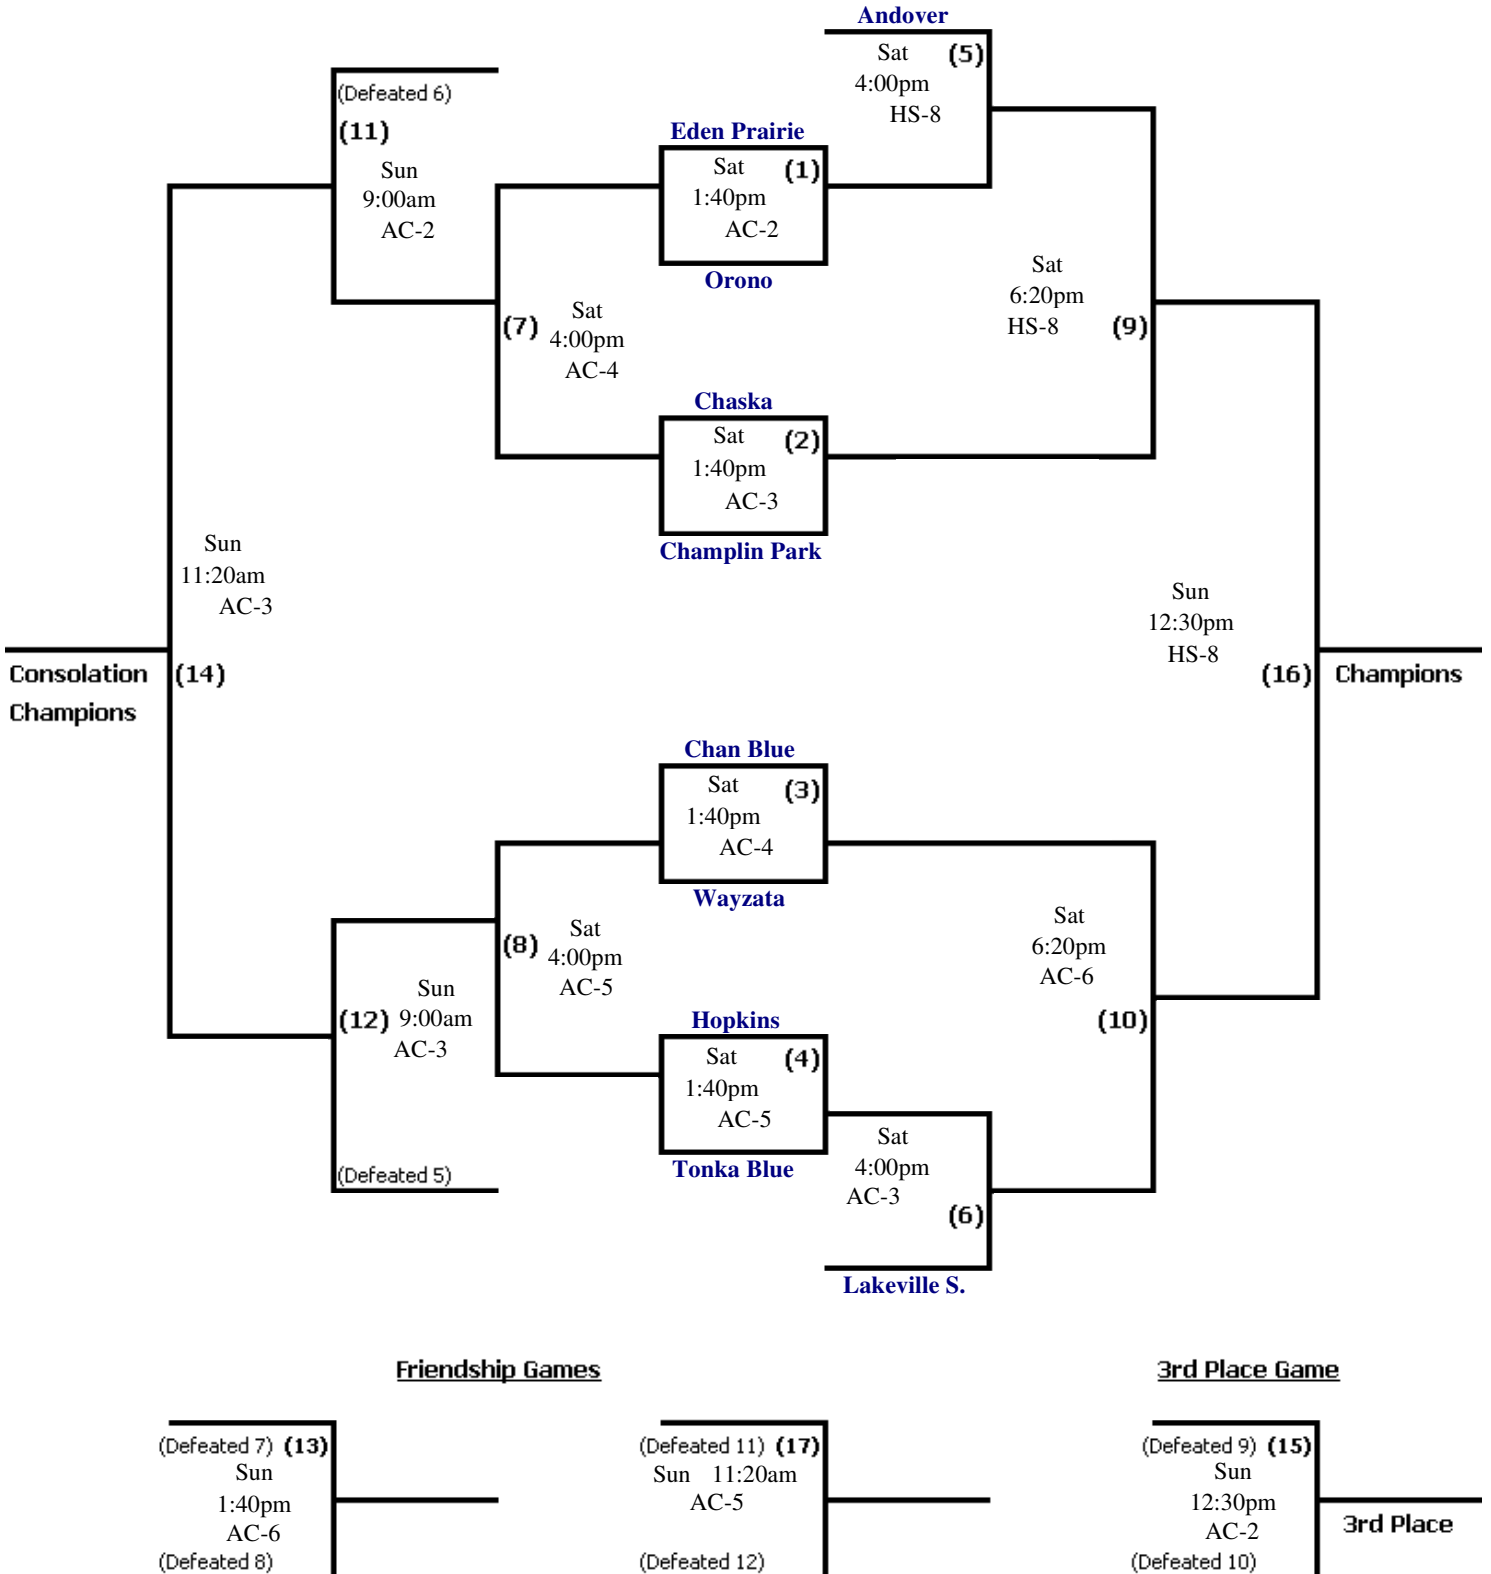 Andover
Sat (5)
4:00pm
HS-8
(Defeated 6)
(11)
Sun
9:00am
AC-2
Eden Prairie
Sat (1)
1:40pm
AC-2
Orono
Sat
6:20pm
HS-8 (9)
Sat
(7) 4:00pm
AC-4
Chaska
Sat (2)
1:40pm
AC-3
Champlin Park
Sun
11:20am
AC-3
Sun
12:30pm
HS-8
Consolation (14)
Champions
(16) Champions
Chan Blue
Sat (3)
1:40pm
AC-4
Wayzata
Sat
(8) 4:00pm
AC-5
Sat
6:20pm
AC-6
(10)
Sun
(12) 9:00am
AC-3
Hopkins
Sat (4)
1:40pm
AC-5
Tonka Blue
Sat
4:00pm
AC-3
(6)
(Defeated 5)
Lakeville S.
Friendship Games
3rd Place Game
(Defeated 7) (13)
Sun
1:40pm
AC-6
(Defeated 8)
(Defeated 11) (17)
Sun 11:20am
AC-5
(Defeated 12)
(Defeated 9) (15)
Sun
12:30pm
AC-2
3rd Place
(Defeated 10)